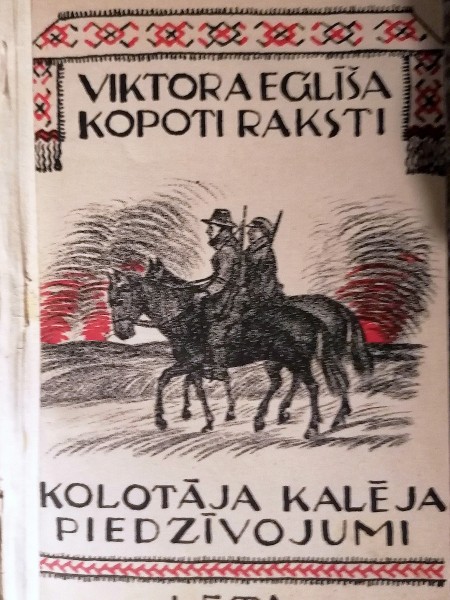 VIKTORA EGLĪŠA
KOPOTI RAKSTI
KOLOTĀJA KALĒJA
PIEDZĪVOJUMI